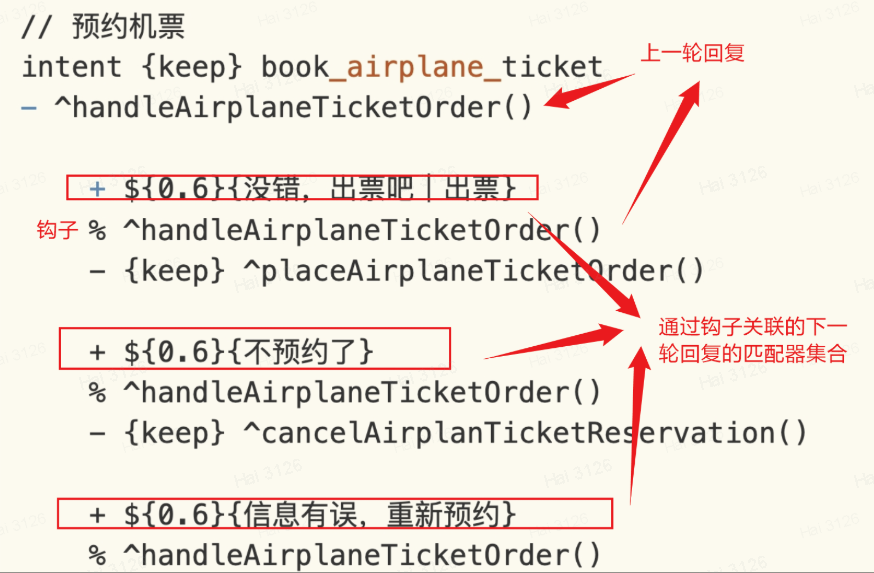 // 预约机票
intent {keep} book_airplane_ticket
上一轮回复
- ^handleAirplaneTicketOrder()
+ ${0.6}{没错，出票吧|出票}
钩子
% ^handleAirplaneTicketOrder()
- {keep} ^placeAirplaneTicketOrder()
通过钩子关联的下一
轮回复的匹配器集合
+ ${0.6}{不预约了}
% ^handleAirplaneTicketOrder()
- {keep} ^cancelAirplanTicketReservation()
+ ${0.6}{信息有误，重新预约}
% ^handleAirplaneTicketOrder()
Hai 3126